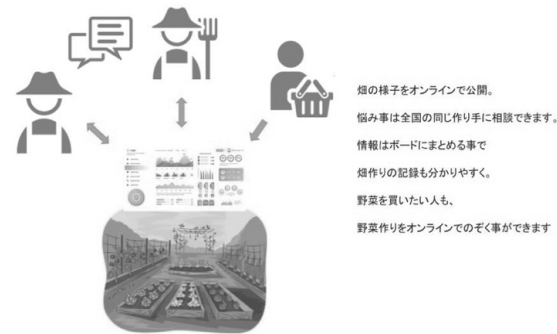 畑の様子をオンラインで公開。
悩み事は全国の同じ作り手に相談できます。
情報はボードにまとめる事で
畑作りの記録も分かりやすく。
野菜を買いたい人も、
野菜作りをオンラインでのぞく事ができます